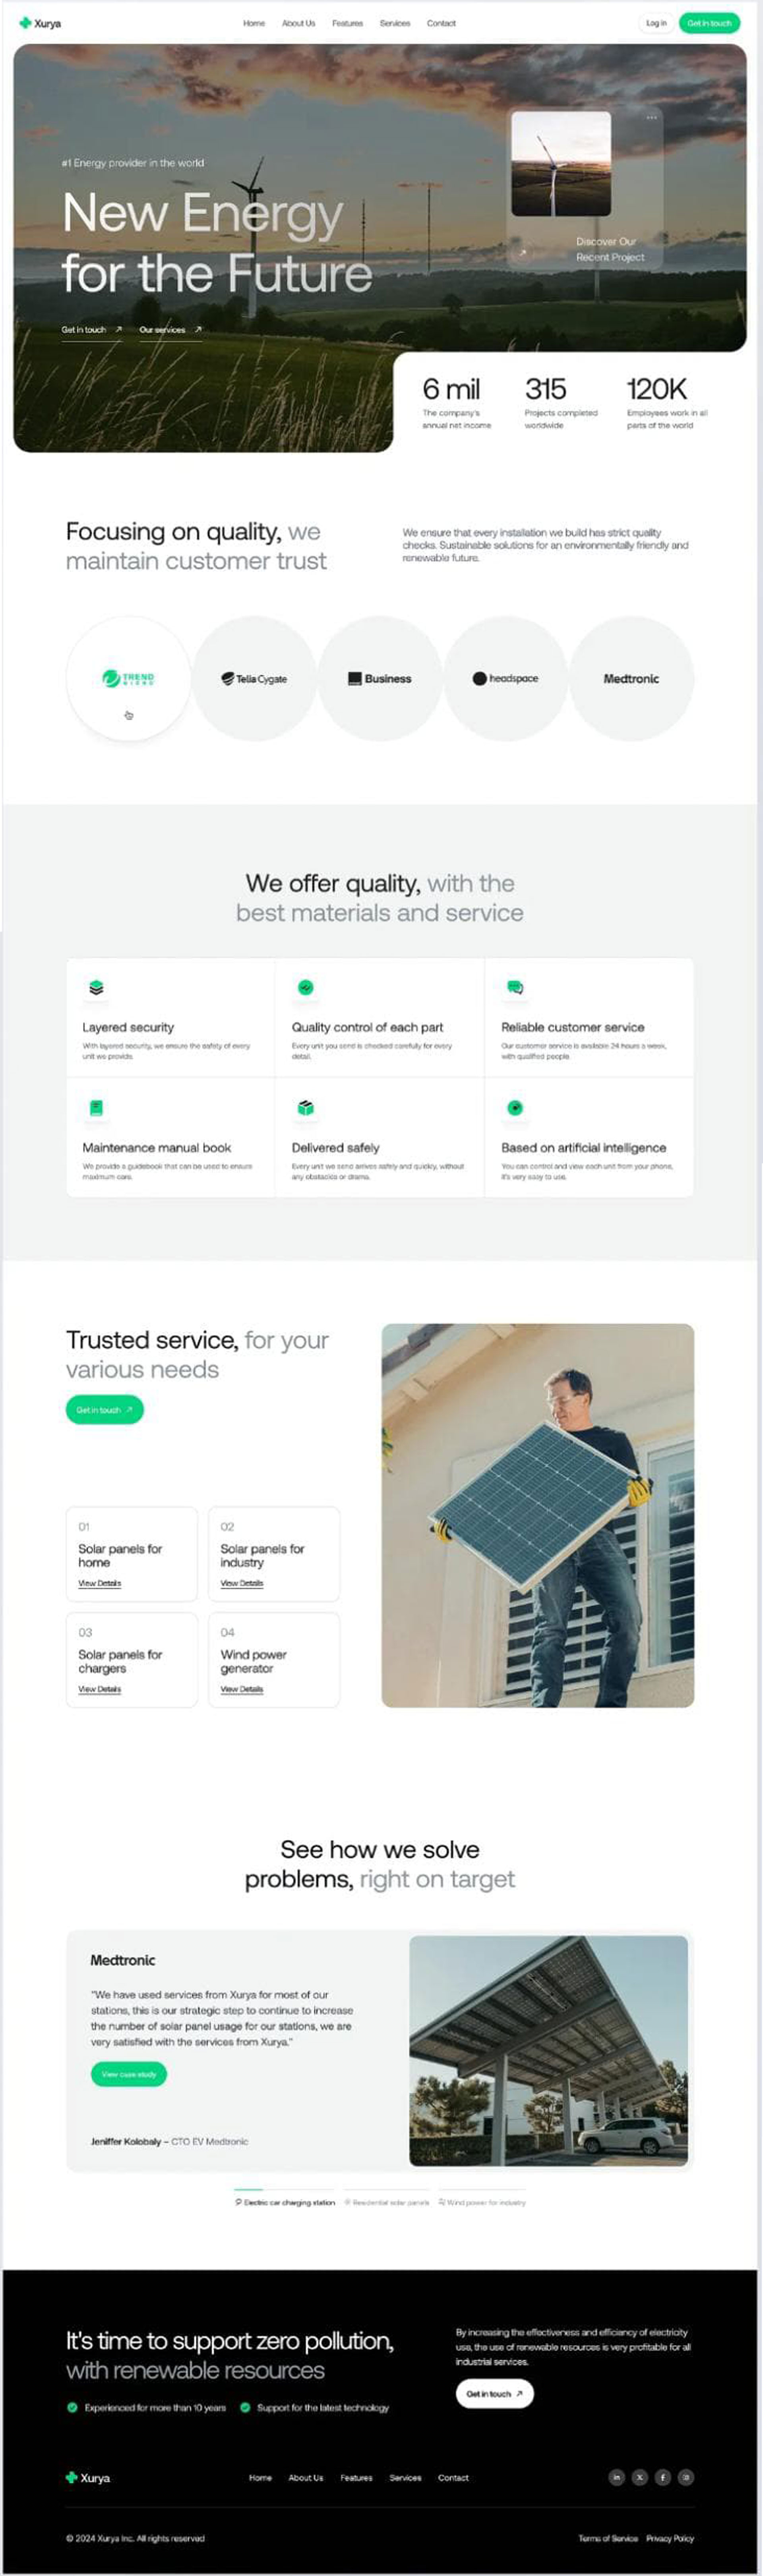 Xurya
Home About Us Features Services Contact
Log in Get in touch
#1 Energy provider in the world
New Energy
for the Future
Get in touch Our services
Discover Our
Recent Project
6 mil
The company's
annual net income
315
Projects completed
worldwide
120K
Employees work in all
parts of the world
Focusing on quality, we
maintain customer trust
We ensure that every installation we build has strict quality
checks. Sustainable solutions for an environmentally friendly and
renewable future.
TREND
MICRO
Telia Cygate
Business
headspace
Medtronic
We offer quality, with the
best materials and service
Layered security
With layered security, we ensure the safety of every
unit we provide.
Quality control of each part
Every unit you send is checked carefully for every
detail.
Reliable customer service
Our customer service is available 24 hours a week,
with qualified people.
Maintenance manual book
We provide a guidebook that can be used to ensure
maximum care.
Delivered safely
Every unit we send arrives safely and quickly, without
any obstacles or drama.
Based on artificial intelligence
You can control and view each unit from your phone,
it's very easy to use.
Trusted service, for your
various needs
Get in touch
01
Solar panels for
home
View Details
02
Solar panels for
industry
View Details
03
Solar panels for
chargers
View Details
04
Wind power
generator
View Details
See how we solve
problems, right on target
Medtronic
"We have used services from Xurya for most of our
stations, this is our strategic step to continue to increase
the number of solar panel usage for our stations, we are
very satisfied with the services from Xurya."
View case study
Jeniffer Kolobaly – CTO EV Medtronic
Electric car charging station Residential solar panels Wind power for industry
It's time to support zero pollution,
with renewable resources
Experienced for more than 10 years Support for the latest technology
By increasing the effectiveness and efficiency of electricity
use, the use of renewable resources is very profitable for all
industrial services.
Get in touch
Xurya
Home About Us Features Services Contact
© 2024 Xurya Inc. All rights reserved
Terms of Service Privacy Policy